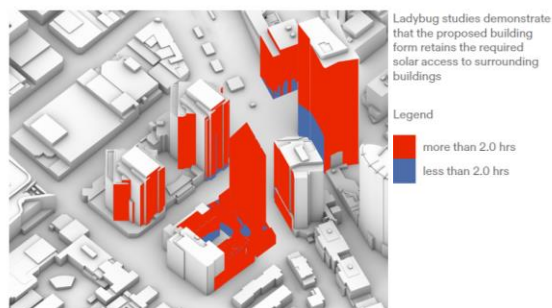 Ladybug studies demonstrate
that the proposed building
form retains the required
solar access to surrounding
buildings
Legend
more than 2.0 hrs
less than 2.0 hrs